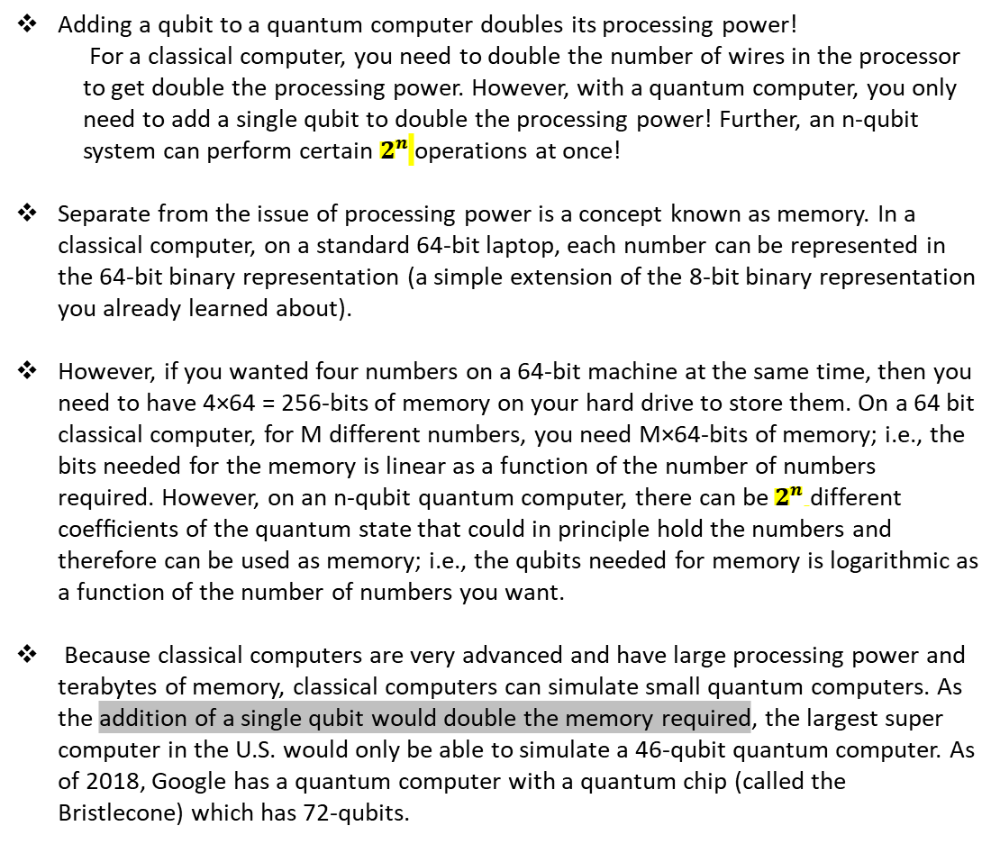 ❖ Adding a qubit to a quantum computer doubles its processing power!
For a classical computer, you need to double the number of wires in the processor
to get double the processing power. However, with a quantum computer, you only
need to add a single qubit to double the processing power! Further, an n-qubit
system can perform certain 2ⁿ operations at once!
❖ Separate from the issue of processing power is a concept known as memory. In a
classical computer, on a standard 64-bit laptop, each number can be represented in
the 64-bit binary representation (a simple extension of the 8-bit binary representation
you already learned about).
❖ However, if you wanted four numbers on a 64-bit machine at the same time, then you
need to have 4×64 = 256-bits of memory on your hard drive to store them. On a 64 bit
classical computer, for M different numbers, you need M×64-bits of memory; i.e., the
bits needed for the memory is linear as a function of the number of numbers
required. However, on an n-qubit quantum computer, there can be 2ⁿ different
coefficients of the quantum state that could in principle hold the numbers and
therefore can be used as memory; i.e., the qubits needed for memory is logarithmic as
a function of the number of numbers you want.
❖ Because classical computers are very advanced and have large processing power and
terabytes of memory, classical computers can simulate small quantum computers. As
the addition of a single qubit would double the memory required, the largest super
computer in the U.S. would only be able to simulate a 46-qubit quantum computer. As
of 2018, Google has a quantum computer with a quantum chip (called the
Bristlecone) which has 72-qubits.